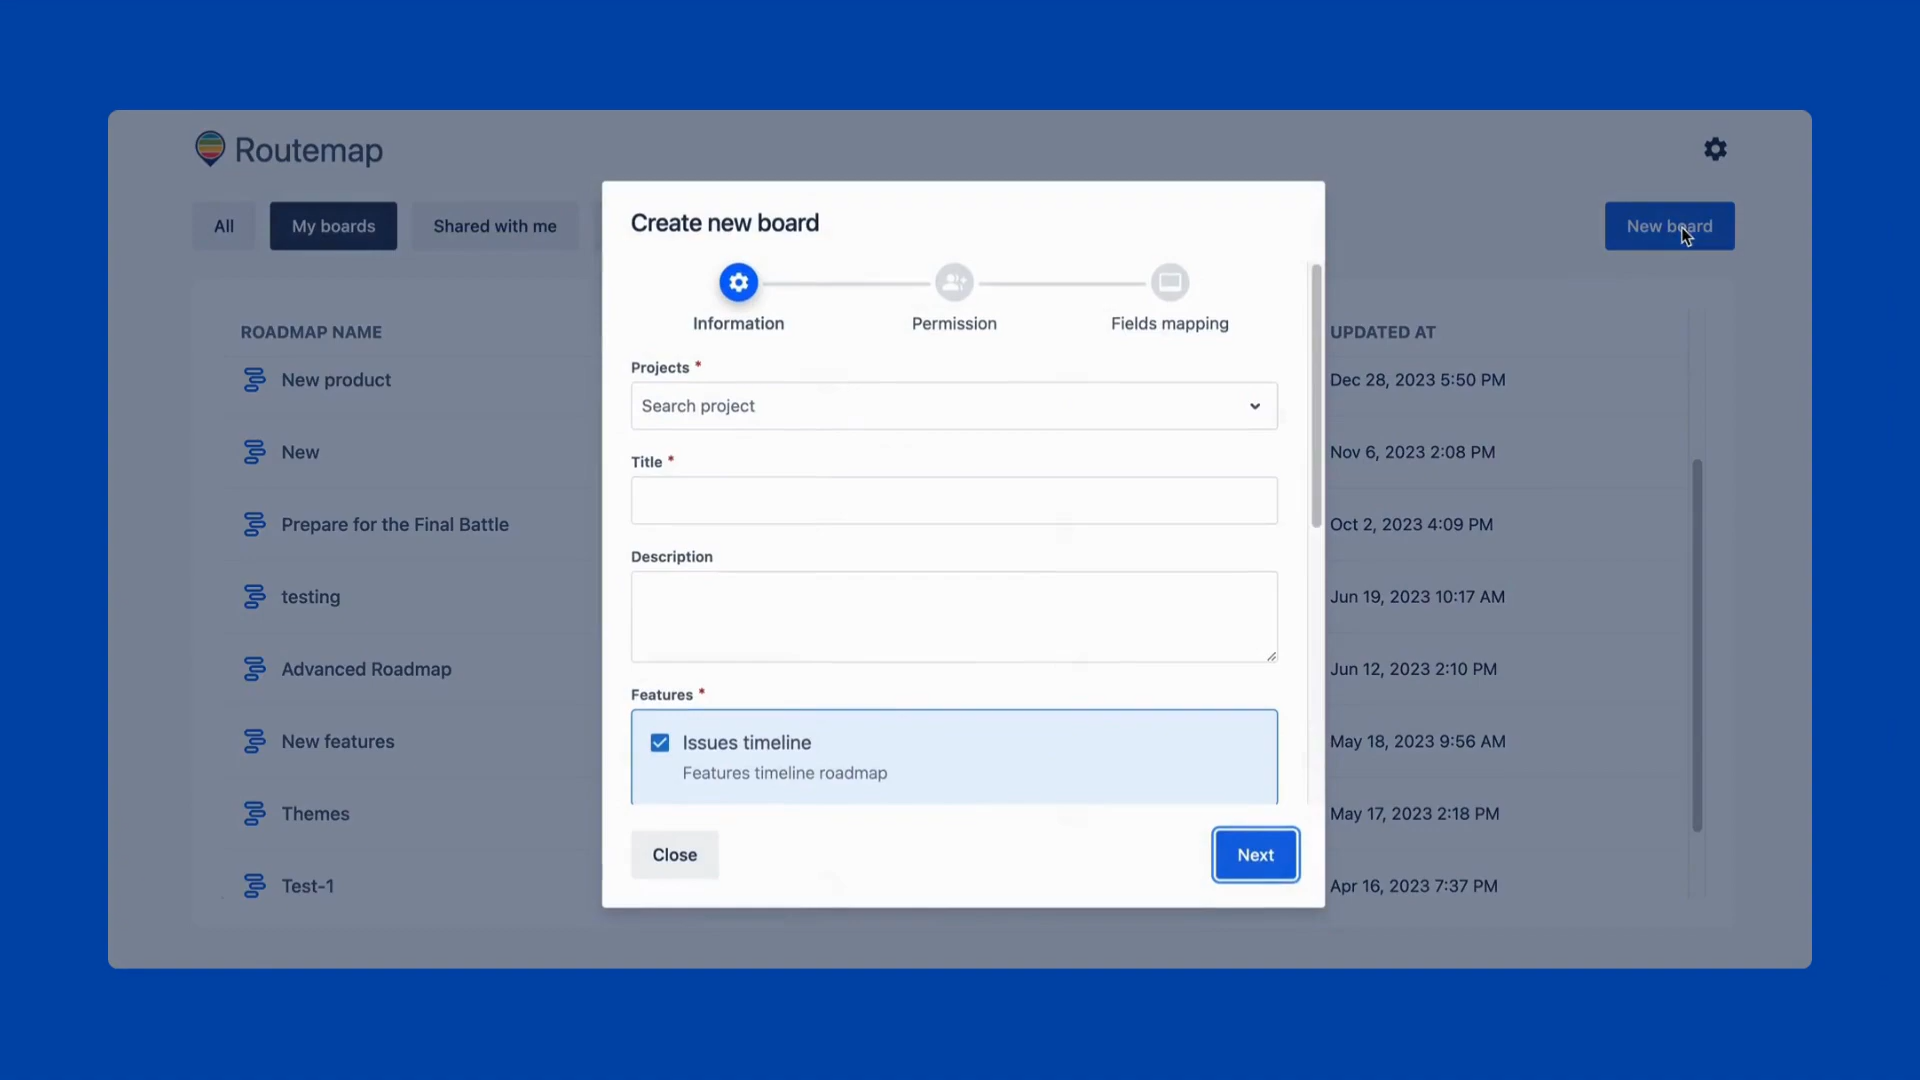 Routemap
All
My boards
Shared with me
New board
Create new board
Information
Permission
Fields mapping
Projects *
Search project
Title *
Description
Features *
Issues timeline
Features timeline roadmap
Close
Next
ROADMAP NAME
UPDATED AT
New product
Dec 28, 2023 5:50 PM
New
Nov 6, 2023 2:08 PM
Prepare for the Final Battle
Oct 2, 2023 4:09 PM
testing
Jun 19, 2023 10:17 AM
Advanced Roadmap
Jun 12, 2023 2:10 PM
New features
May 18, 2023 9:56 AM
Themes
May 17, 2023 2:18 PM
Test-1
Apr 16, 2023 7:37 PM